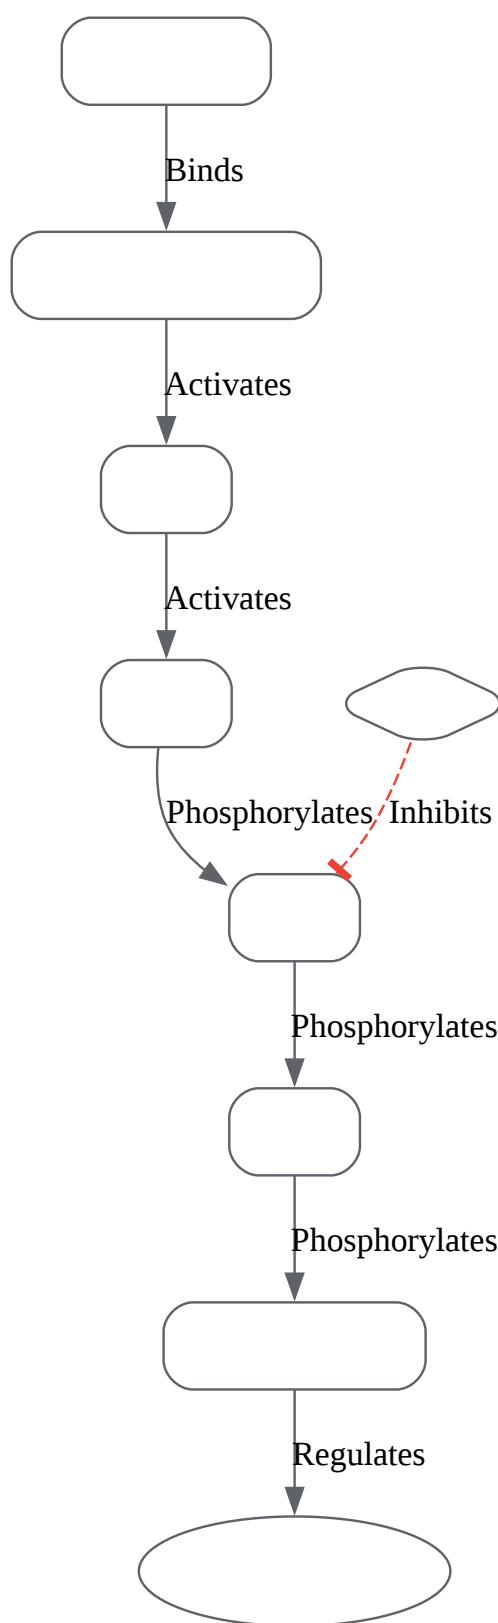 Binds
Activates
Activates
Phosphorylates
Inhibits
Phosphorylates
Phosphorylates
Regulates